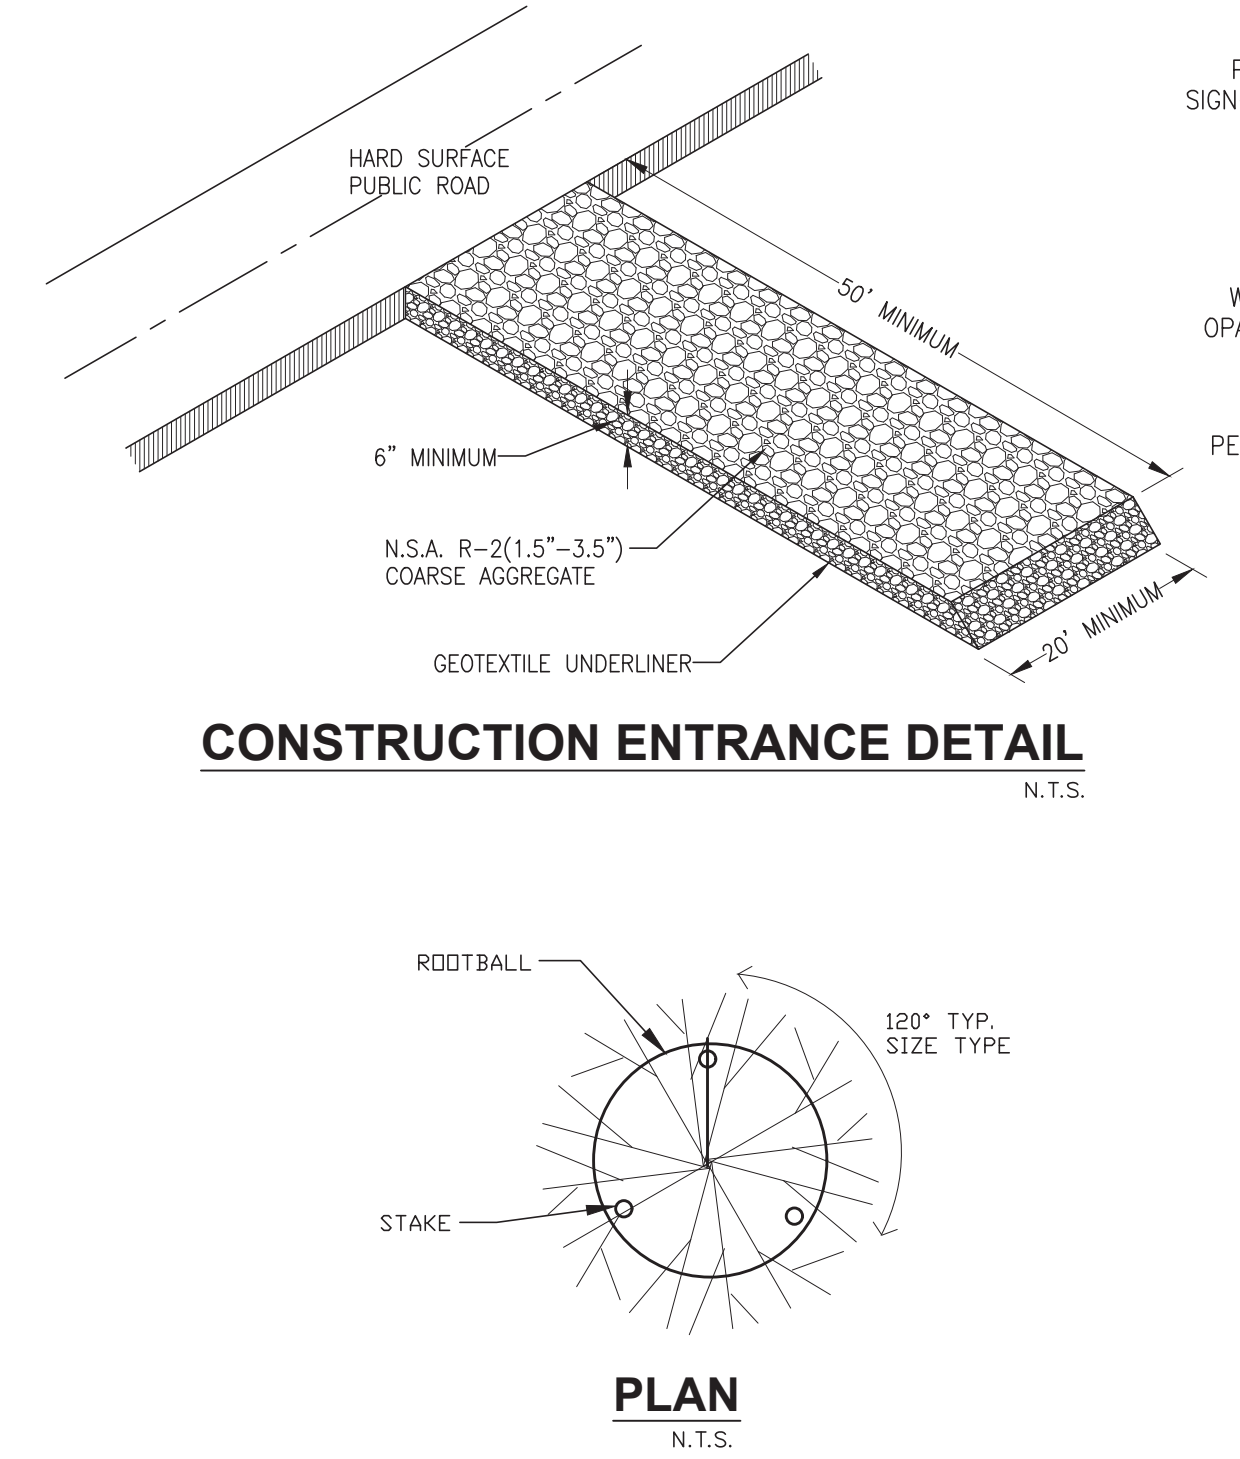 HARD SURFACE
PUBLIC ROAD
SIGN
50' MINIMUM
6” MINIMUM
N.S.A. R-2(1.5”-3.5”)
COARSE AGGREGATE
GEOTEXTILE UNDERLINER
20' MINIMUM
CONSTRUCTION ENTRANCE DETAIL
N.T.S.
ROOTBALL
120° TYP.
SIZE TYPE
STAKE
PLAN
N.T.S.